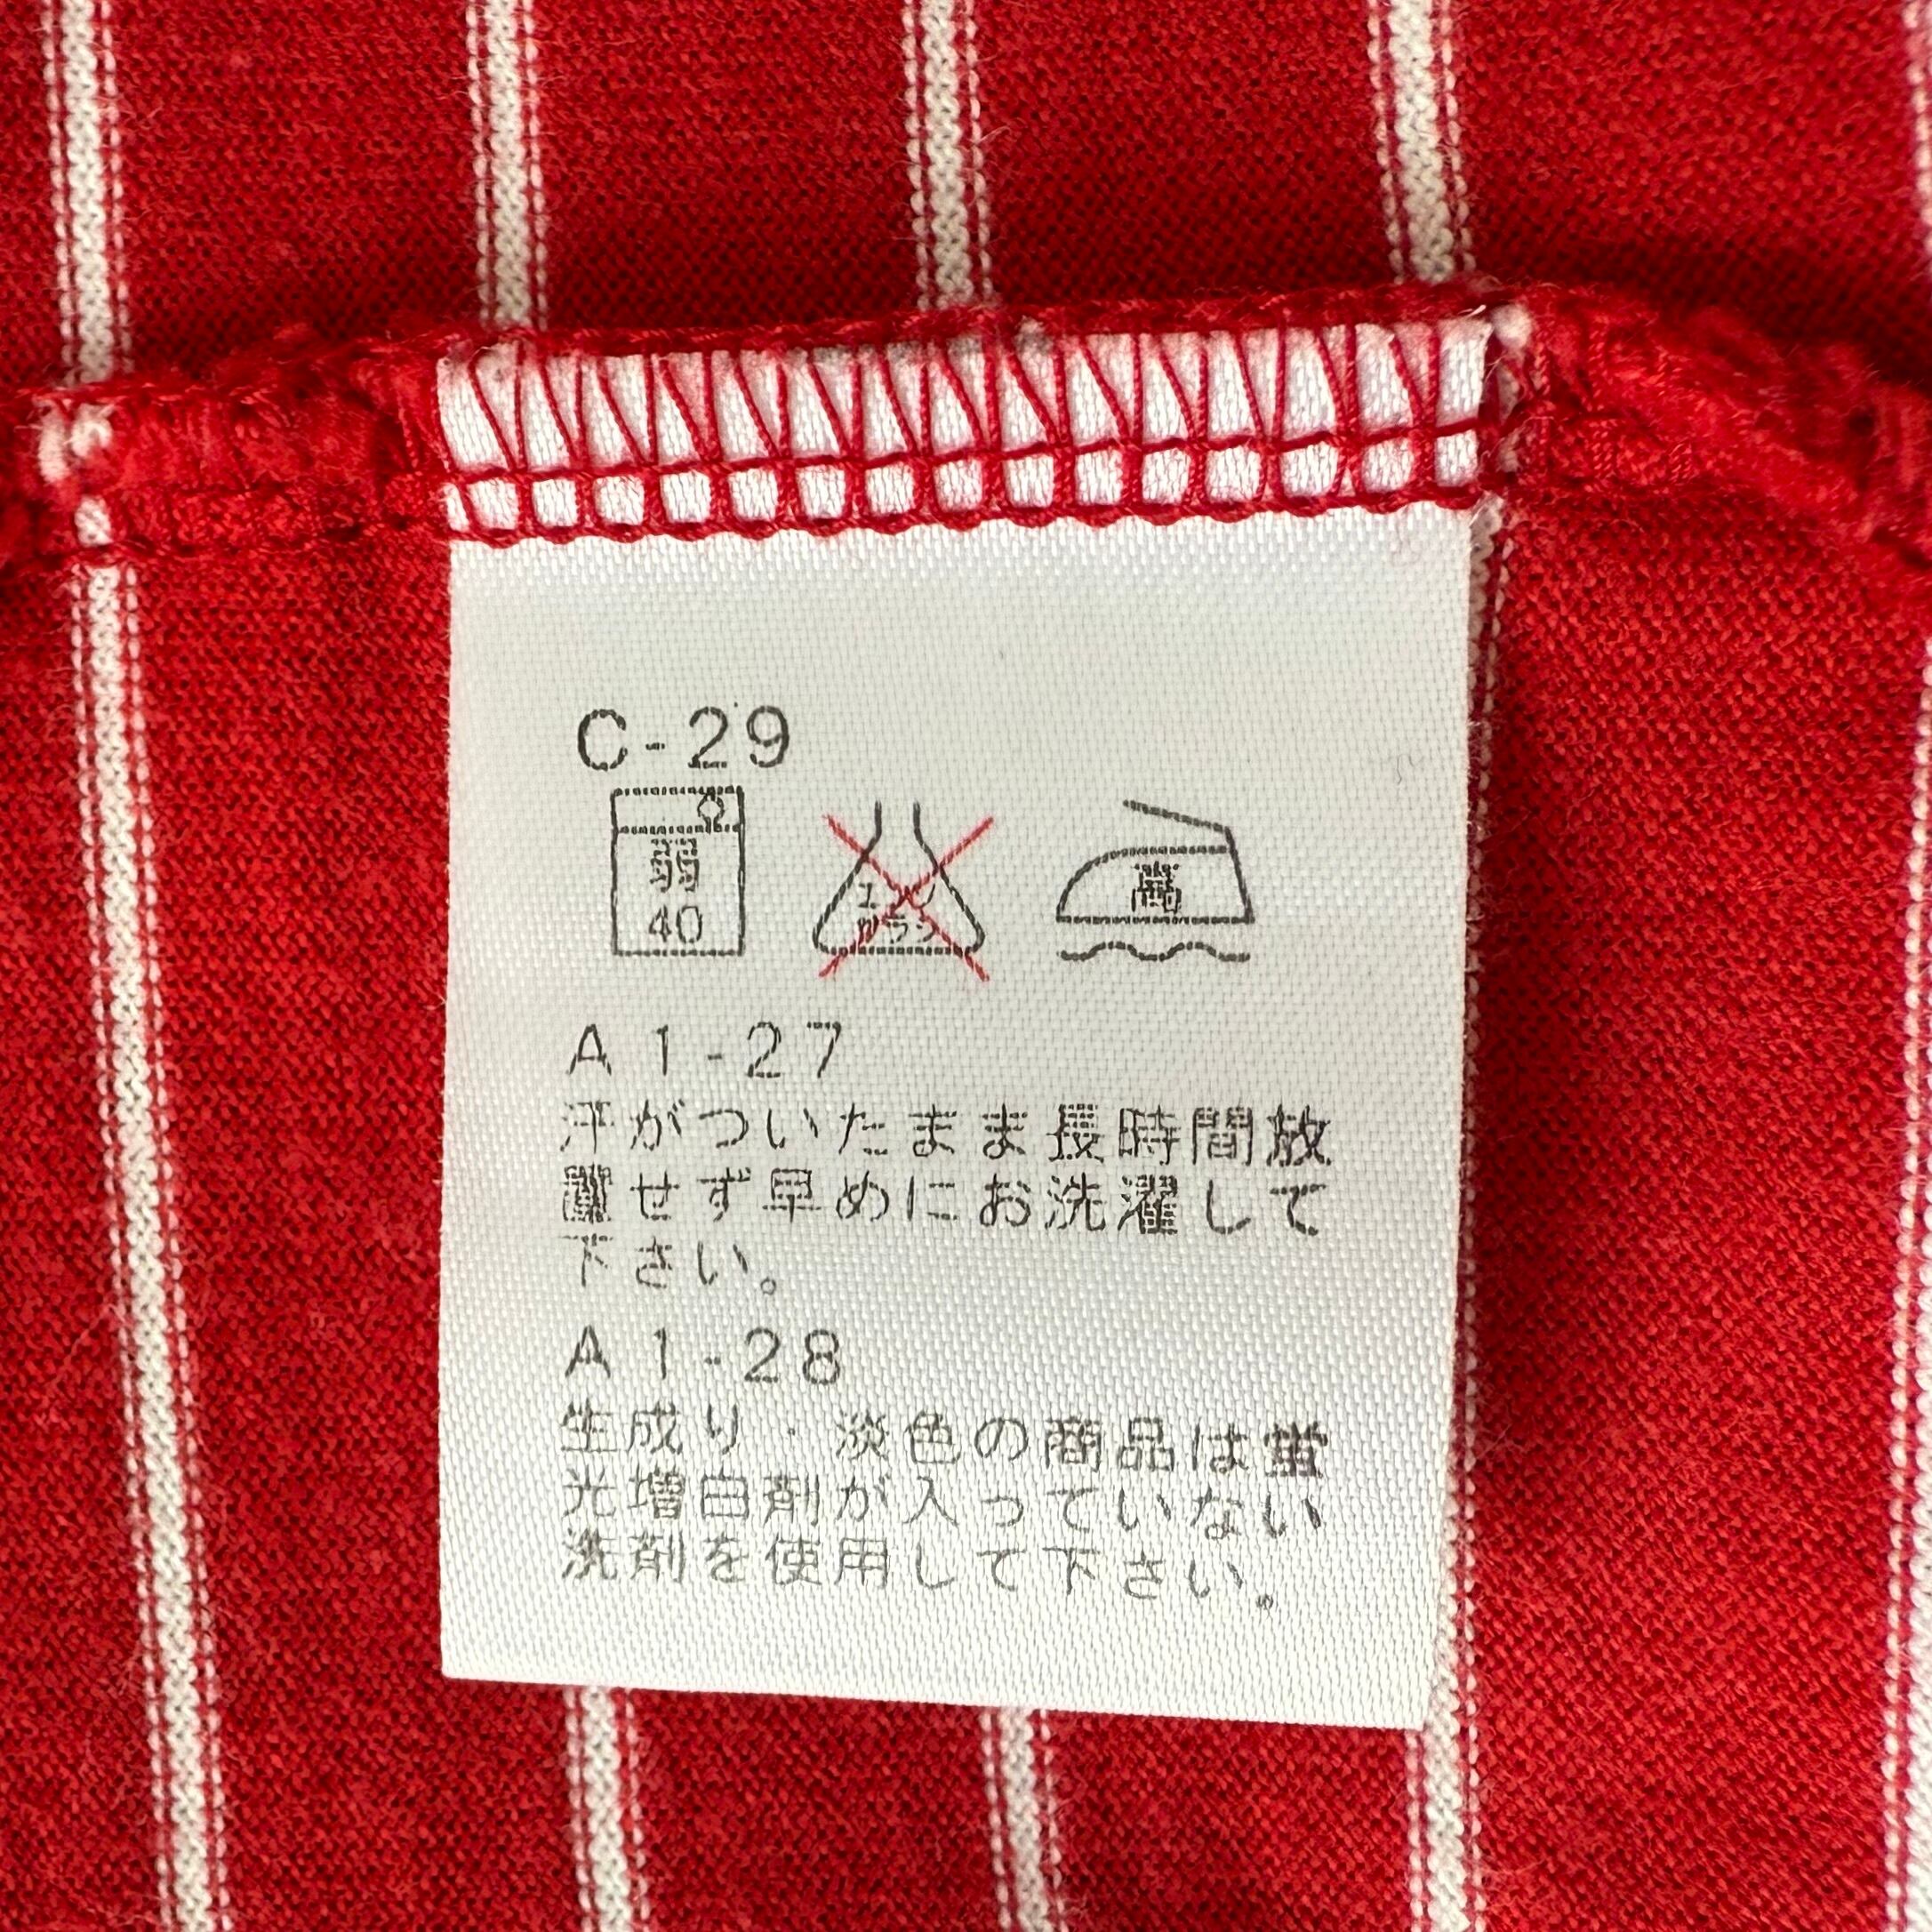 C-29
弱
40
エンソ
サラシ
高
A1-27
汗がついたまま長時間放
置せず早めにお洗濯して
下さい。
A1-28
生成り・淡色の商品は蛍
光増白剤が入っていない
洗剤を使用して下さい。